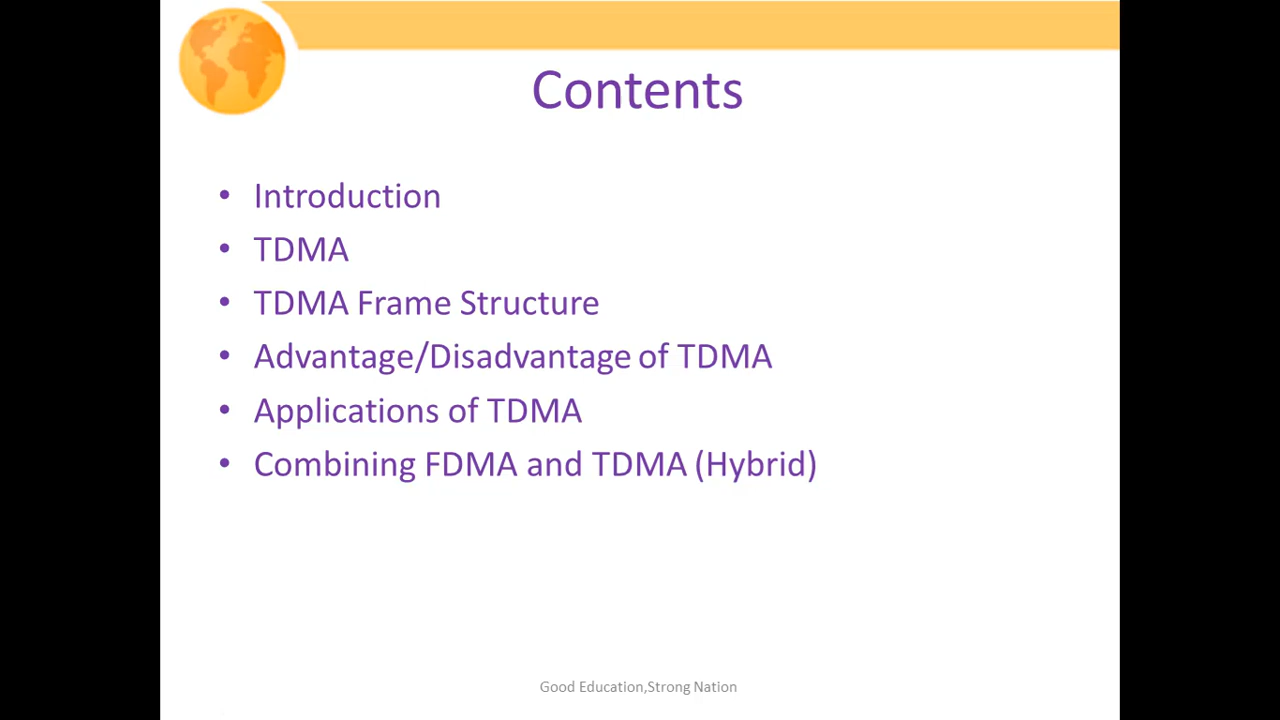 Contents
• Introduction
• TDMA
• TDMA Frame Structure
• Advantage/Disadvantage of TDMA
• Applications of TDMA
• Combining FDMA and TDMA (Hybrid)
Good Education,Strong Nation